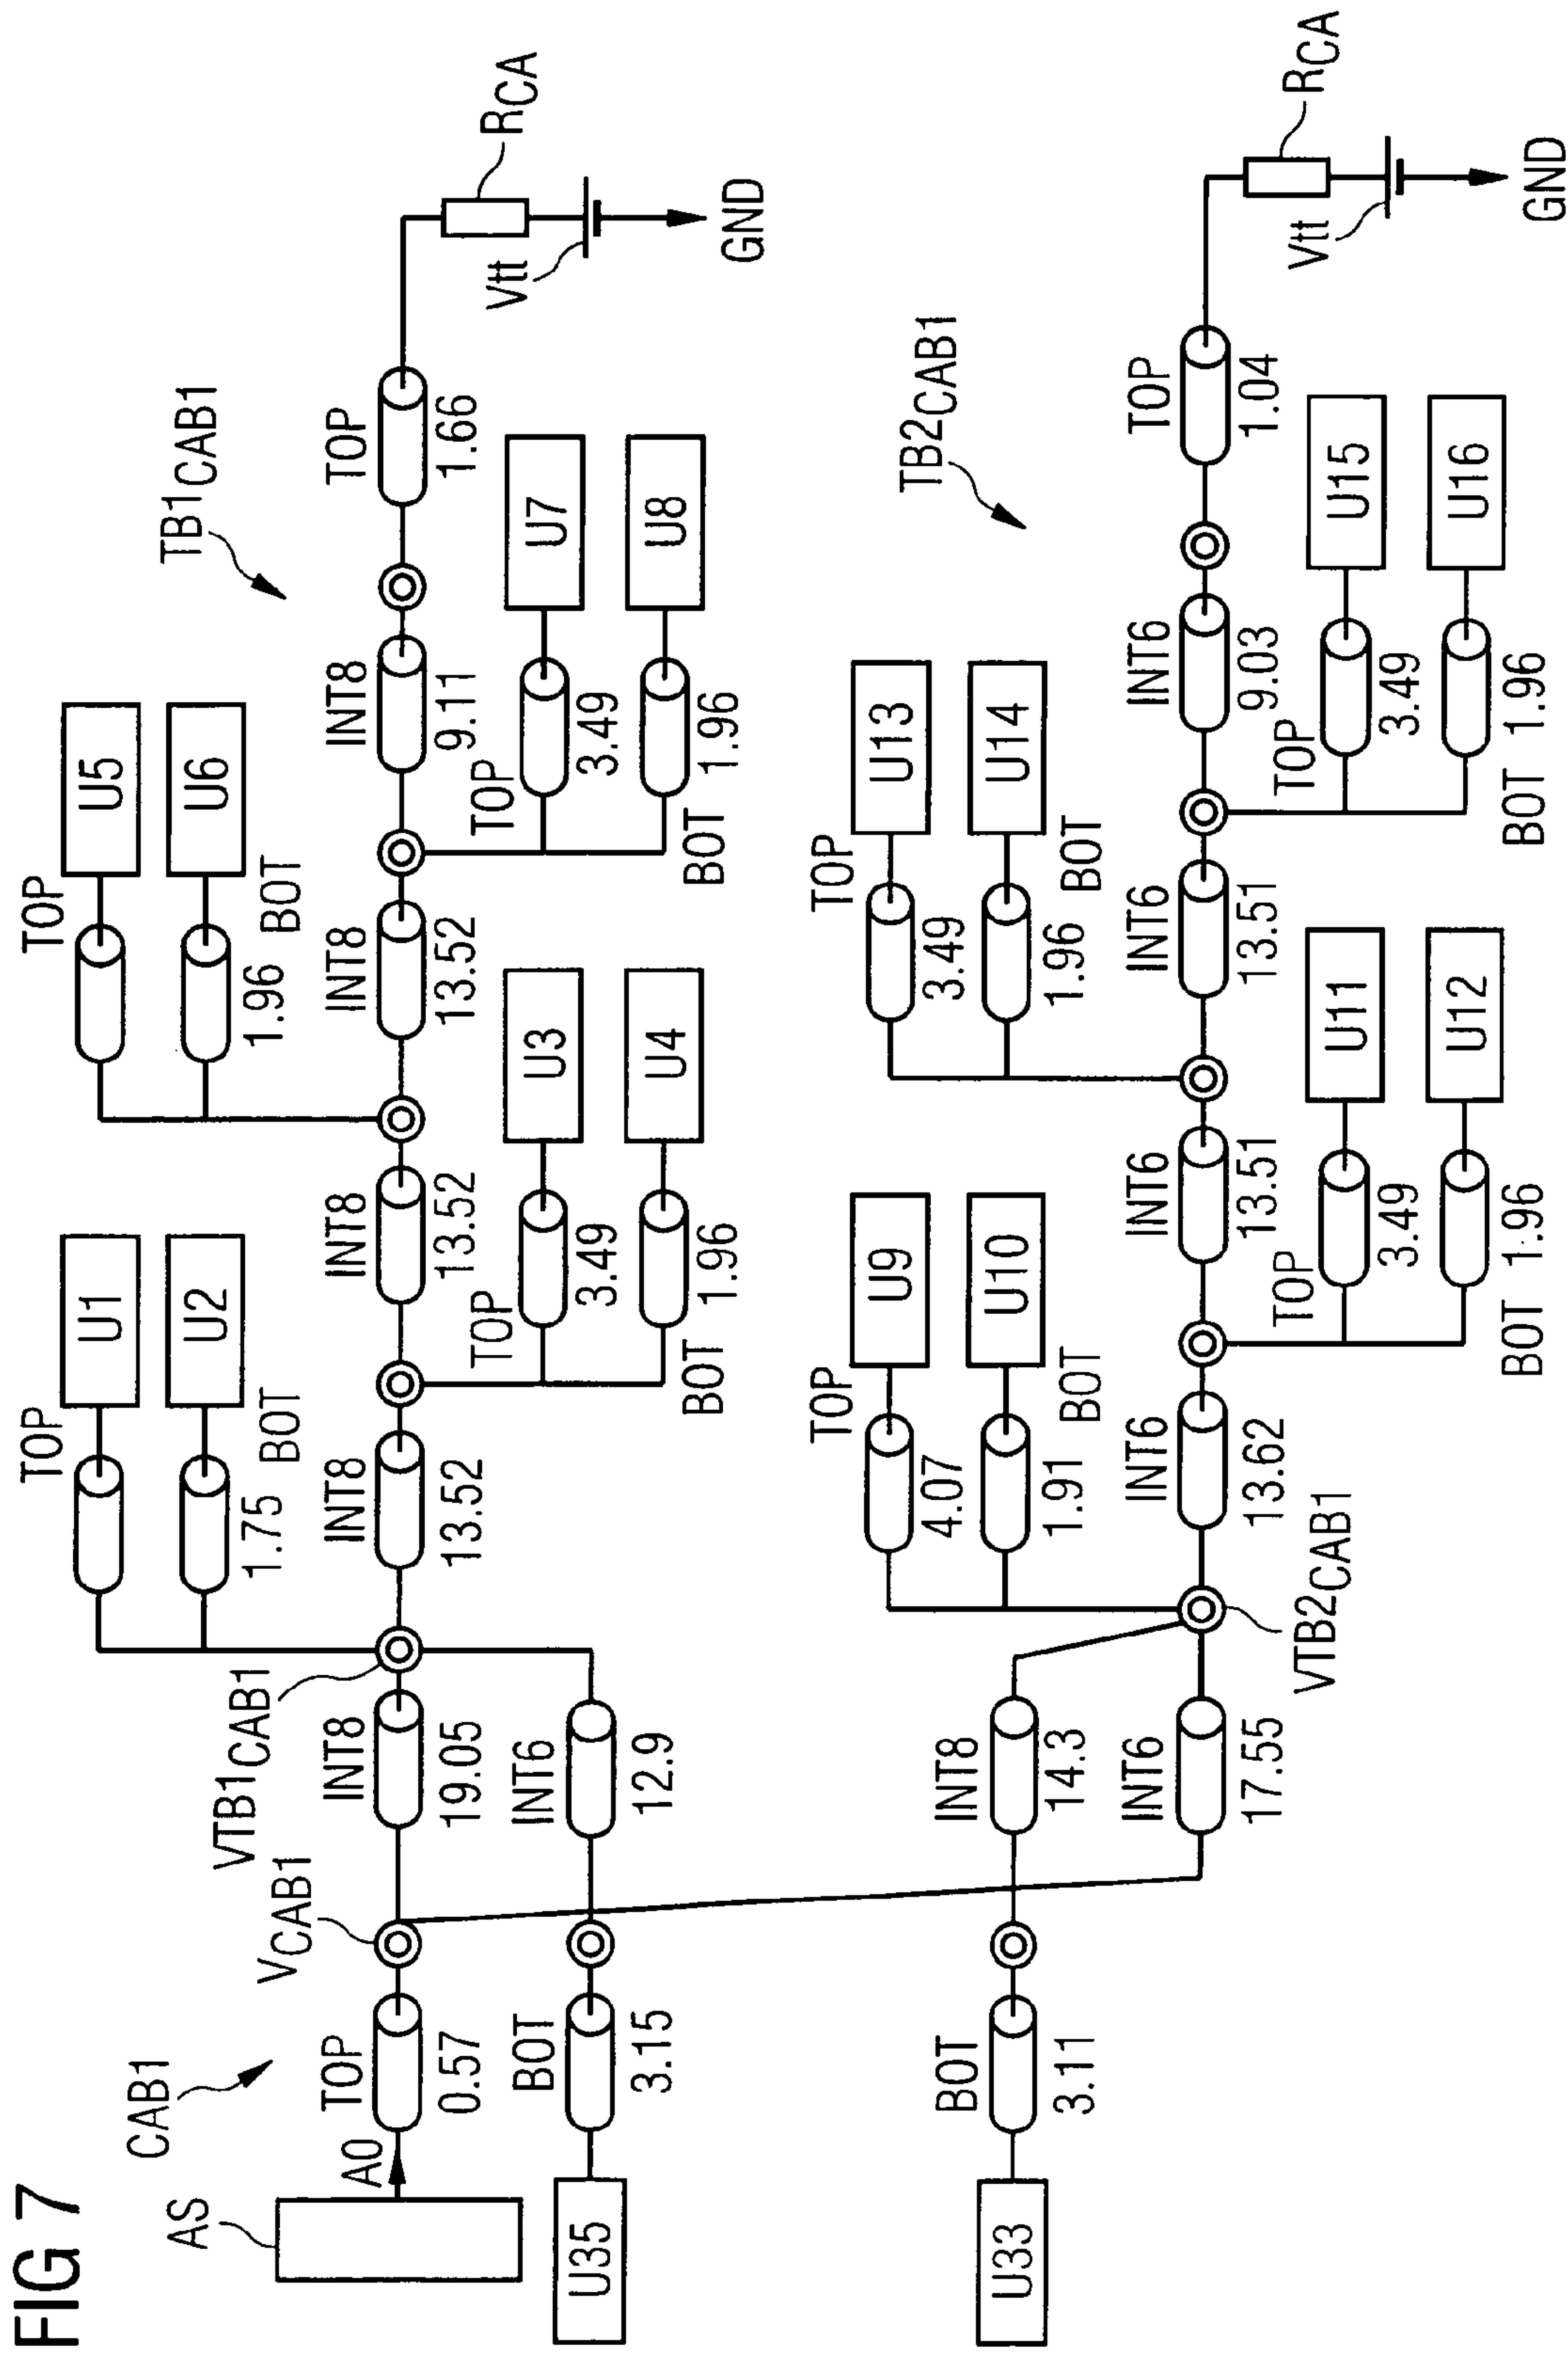 FIG 7
CAB1
AS
A0
TOP
0.57
VCAB1
INT8
19.05
VTB1CAB1
TOP
U1
U2
1.75
BOT
INT8
13.52
TOP
3.49
U3
1.96
U4
BOT
INT8
13.52
TOP
U5
U6
1.96
BOT
INT8
13.52
TOP
3.49
U7
1.96
U8
BOT
INT8
9.11
TB1CAB1
TOP
1.66
RCA
Vtt
GND
U35
BOT
3.15
INT6
12.9
U33
BOT
3.11
INT8
14.3
INT6
17.55
VTB2CAB1
TOP
4.07
U9
1.91
U10
BOT
INT6
13.62
TOP
3.49
U11
1.96
U12
BOT
INT6
13.51
TOP
3.49
U13
1.96
U14
BOT
INT6
13.51
TOP
3.49
U15
1.96
U16
BOT
INT6
9.03
TB2CAB1
TOP
1.04
RCA
Vtt
GND